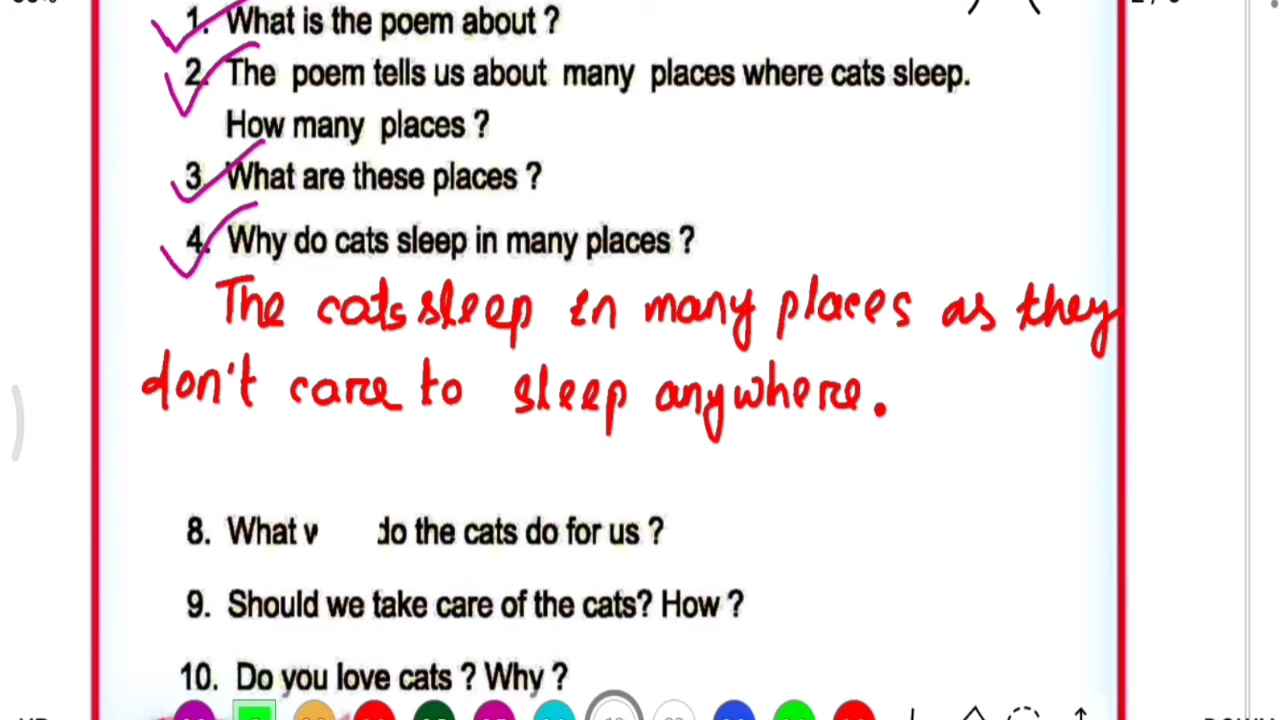 1. What is the poem about ?
2. The poem tells us about many places where cats sleep.
How many places ?
3. What are these places ?
4. Why do cats sleep in many places ?
The cats sleep in many places as they
don't care to sleep anywhere.
8. What do the cats do for us ?
9. Should we take care of the cats? How ?
10. Do you love cats ? Why ?